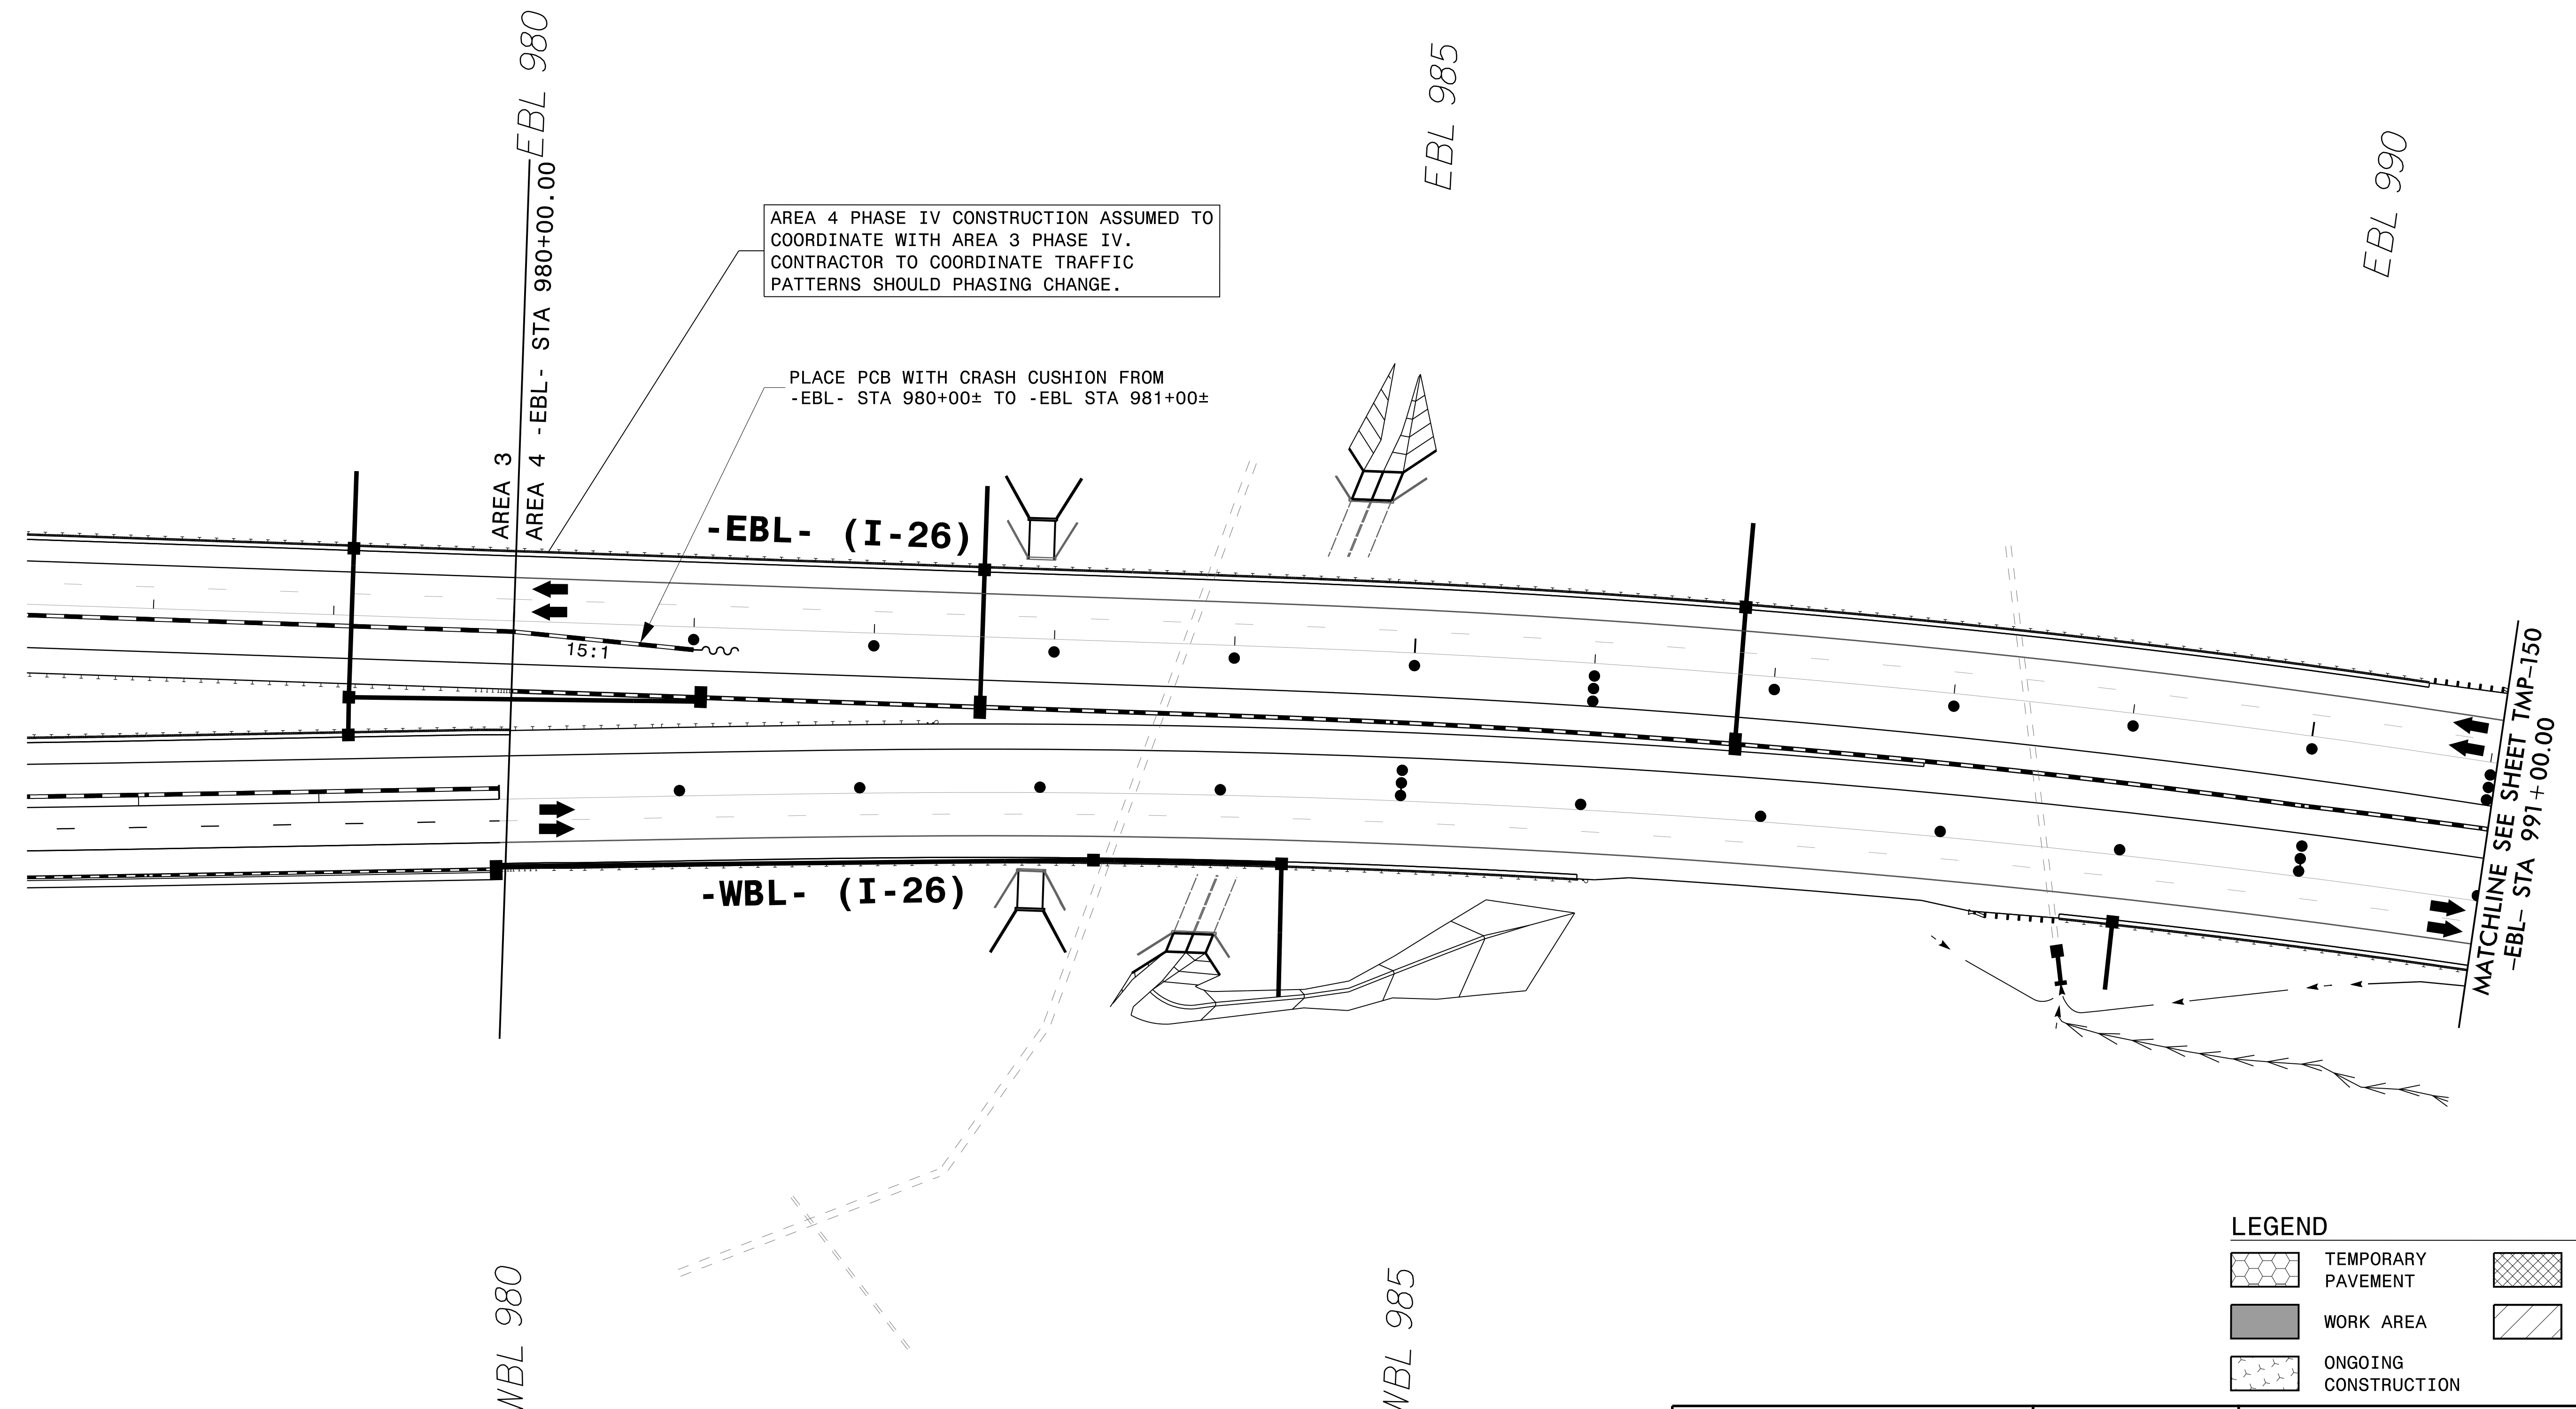 EBL 980
EBL 985
EBL 990
AREA 3
AREA 4 -EBL- STA 980+00.00
AREA 4 PHASE IV CONSTRUCTION ASSUMED TO
COORDINATE WITH AREA 3 PHASE IV.
CONTRACTOR TO COORDINATE TRAFFIC
PATTERNS SHOULD PHASING CHANGE.
PLACE PCB WITH CRASH CUSHION FROM
-EBL- STA 980+00± TO -EBL STA 981+00±
-EBL- (I-26)
15:1
-WBL- (I-26)
MATCHLINE SEE SHEET TMP-150
-EBL- STA 991+00.00
WBL 980
WBL 985
LEGEND
TEMPORARY
PAVEMENT
WORK AREA
ONGOING
CONSTRUCTION